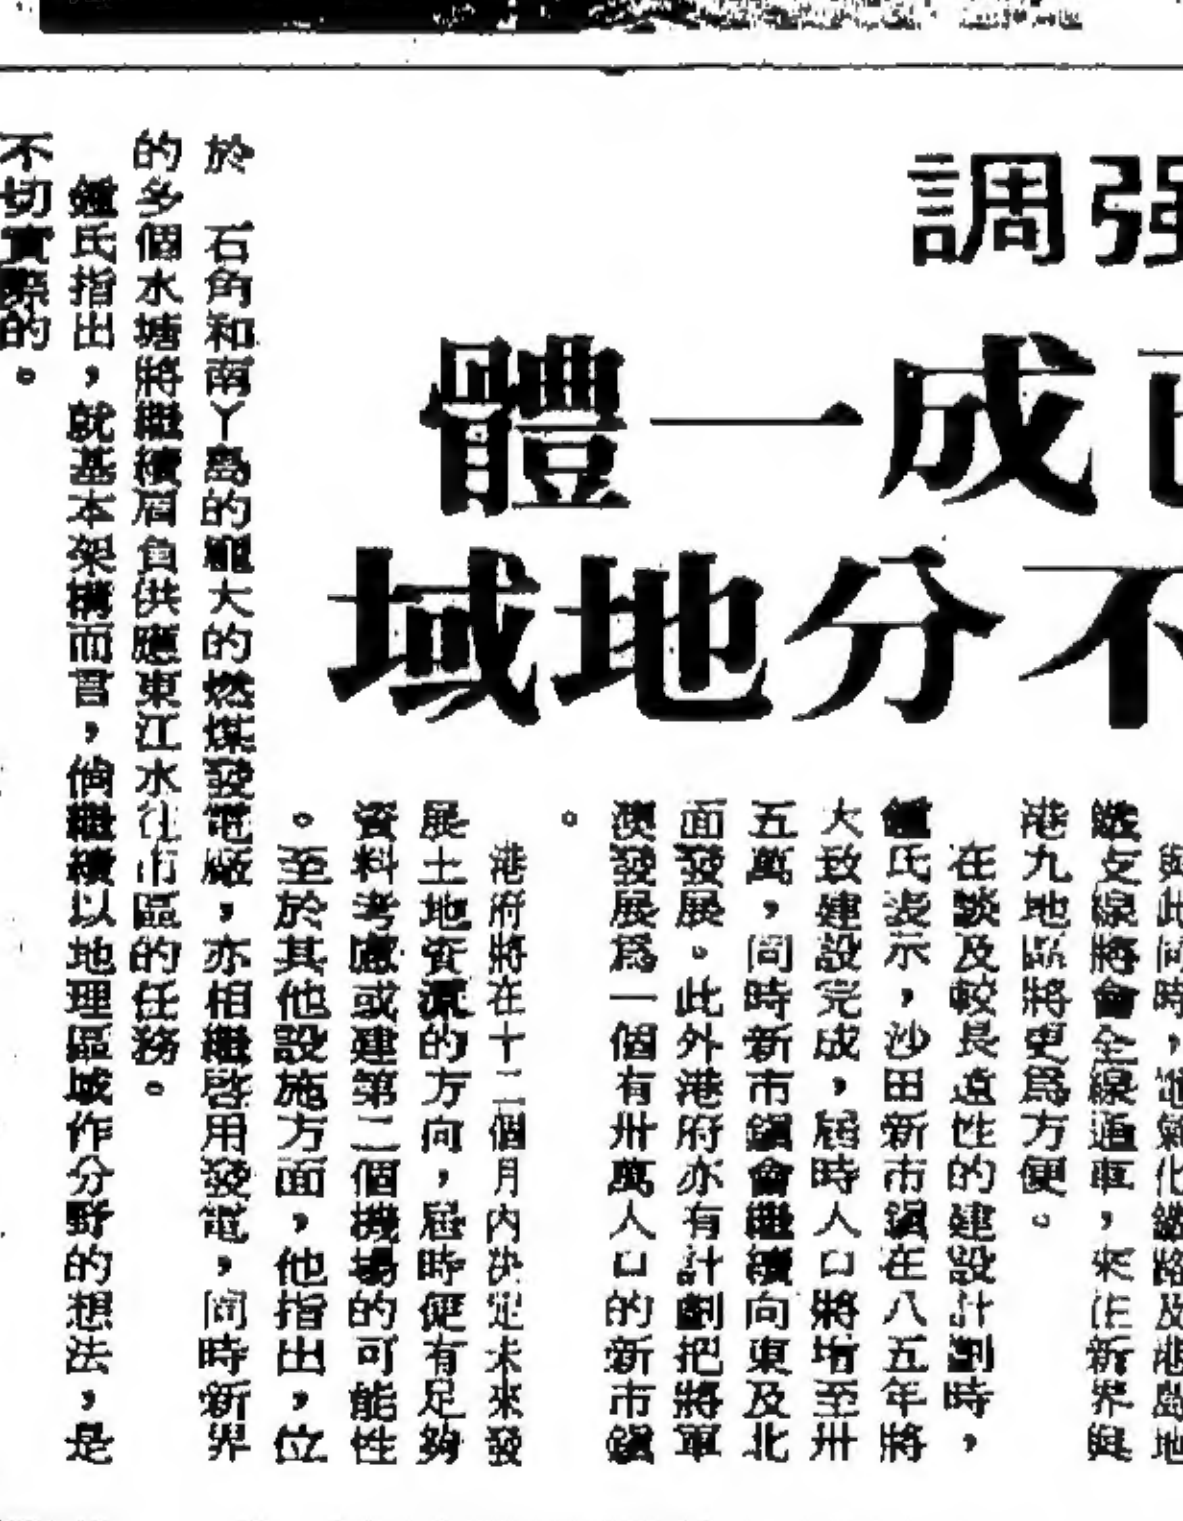 强調
已成一體
不分地域
與此同時，電氣化鐵路及港島地
鐵支線將會全線通車，來往新界與
港九地區將更爲方便。
在談及較長遠性的建設計劃時，
鍾氏表示，沙田新市鎮在八五年將
大致建設完成，屆時人口將增至卅
五萬，同時新市鎮會繼續向東及北
面發展。此外港府亦有計劃把將軍
澳發展爲一個有卅萬人口的新市鎮
。
港府將在十二個月內決定未來發
展土地資源的方向，屆時便有足夠
資料考慮或建第二個機場的可能性
。至於其他設施方面，他指出，位
於　石角和南丫島的龐大的燃煤發電廠，亦相繼啓用發電，同時新界
的多個水塘將繼續肩負供應東江水往市區的任務。
鍾氏指出，就基本架構而言，倘繼續以地理區域作分野的想法，是
不切實際的。